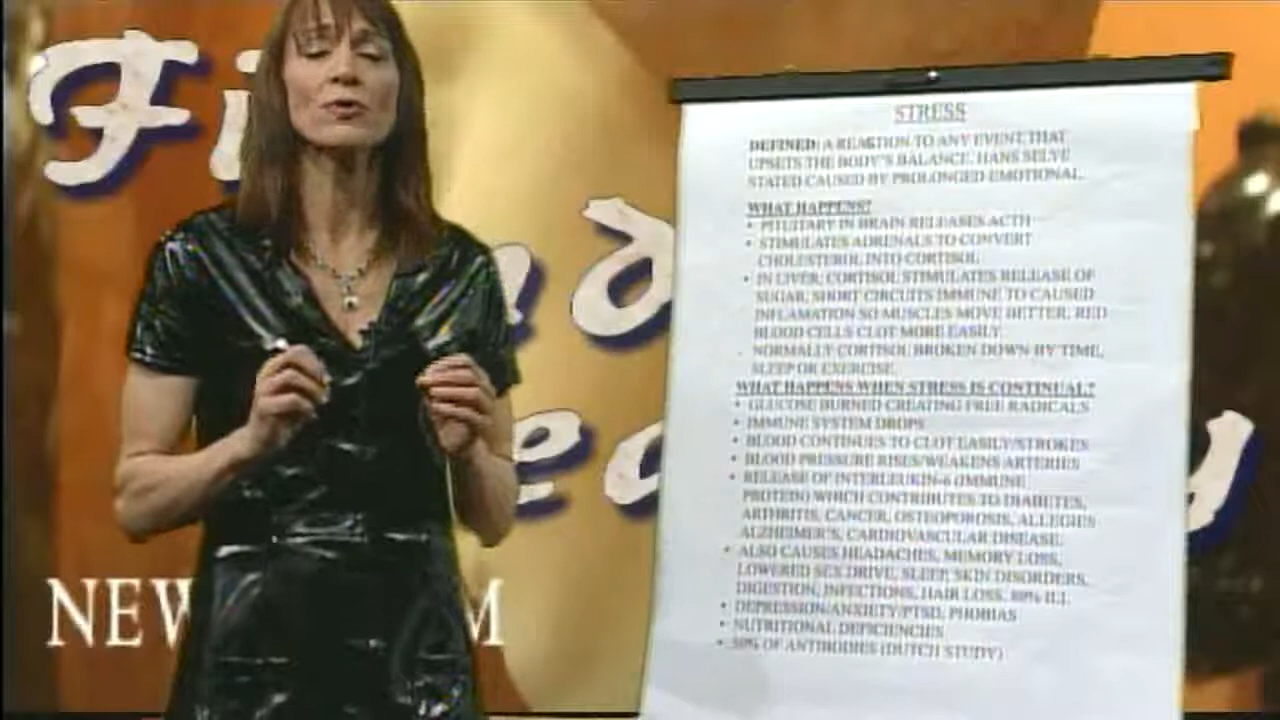 Fi
nd
ea
y
NEW
M
STRESS
DEFINED: A REACTION TO ANY EVENT THAT
UPSETS THE BODY'S BALANCE. HANS SELYE
STATED CAUSED BY PROLONGED EMOTIONAL.
WHAT HAPPENS?
• PITUITARY IN BRAIN RELEASES ACTH
• STIMULATES ADRENALS TO CONVERT
CHOLESTEROL INTO CORTISOL
• IN LIVER, CORTISOL STIMULATES RELEASE OF
SUGAR, SHORT CIRCUITS IMMUNE TO CAUSED
INFLAMATION SO MUSCLES MOVE BETTER, RED
BLOOD CELLS CLOT MORE EASILY
NORMALLY CORTISOL BROKEN DOWN BY TIME,
SLEEP OR EXERCISE.
WHAT HAPPENS WHEN STRESS IS CONTINUAL?
• GLUCOSE BURNED CREATING FREE RADICALS
• IMMUNE SYSTEM DROPS
• BLOOD CONTINUES TO CLOT EASILY/STROKES
• BLOOD PRESSURE RISES/WEAKENS ARTERIES
• RELEASE OF INTERLEUKIN-6 (IMMUNE
PROTEIN) WHICH CONTRIBUTES TO DIABETES,
ARTHRITIS, CANCER, OSTEOPOROSIS, ALLEGIES
ALZHEIMER'S, CARDIOVASCULAR DISEASE.
• ALSO CAUSES HEADACHES, MEMORY LOSS,
LOWERED SEX DRIVE, SLEEP, SKIN DISORDERS,
DIGESTION, INFECTIONS, HAIR LOSS, 80% ILL
• DEPRESSION/ANXIETY/PTSD, PHOBIAS
• NUTRITIONAL DEFICIENCIES
• 50% OF ANTIBODIES (DUTCH STUDY)